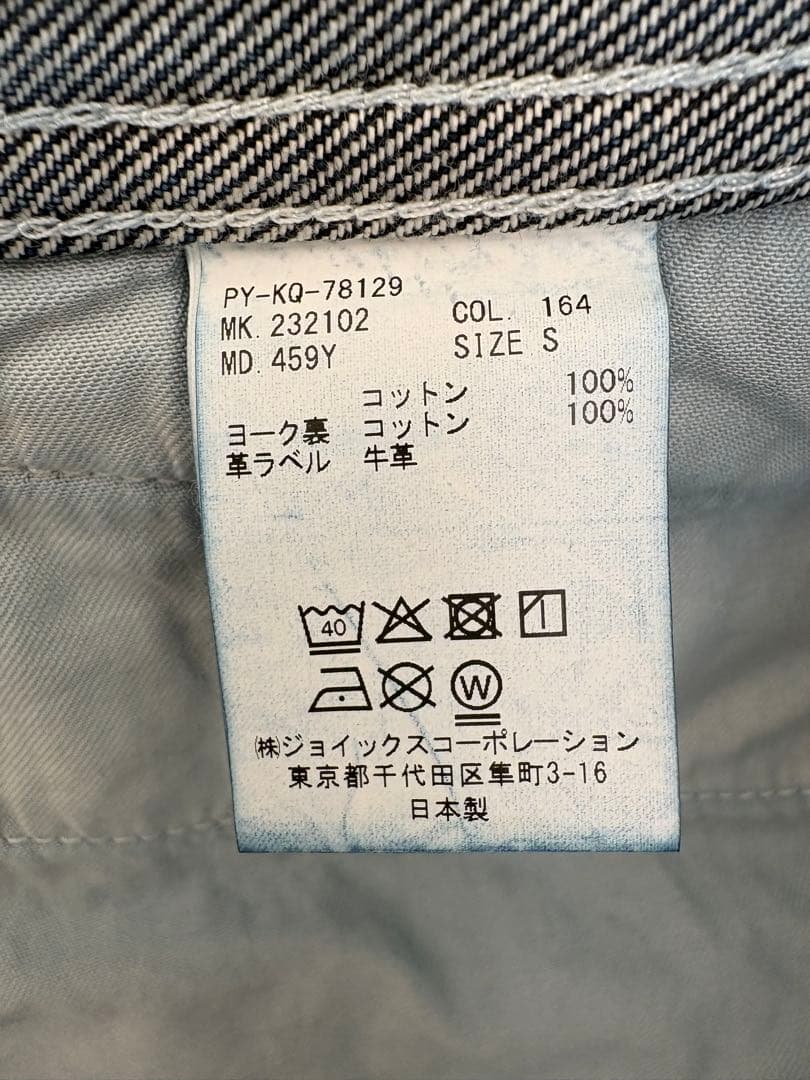 PY-KQ-78129
MK. 232102 COL. 164
MD. 459Y SIZE S
コットン 100%
ヨーク裏 コットン 100%
革ラベル 牛革
40
W
㈱ジョイックスコーポレーション
東京都千代田区隼町3-16
日本製